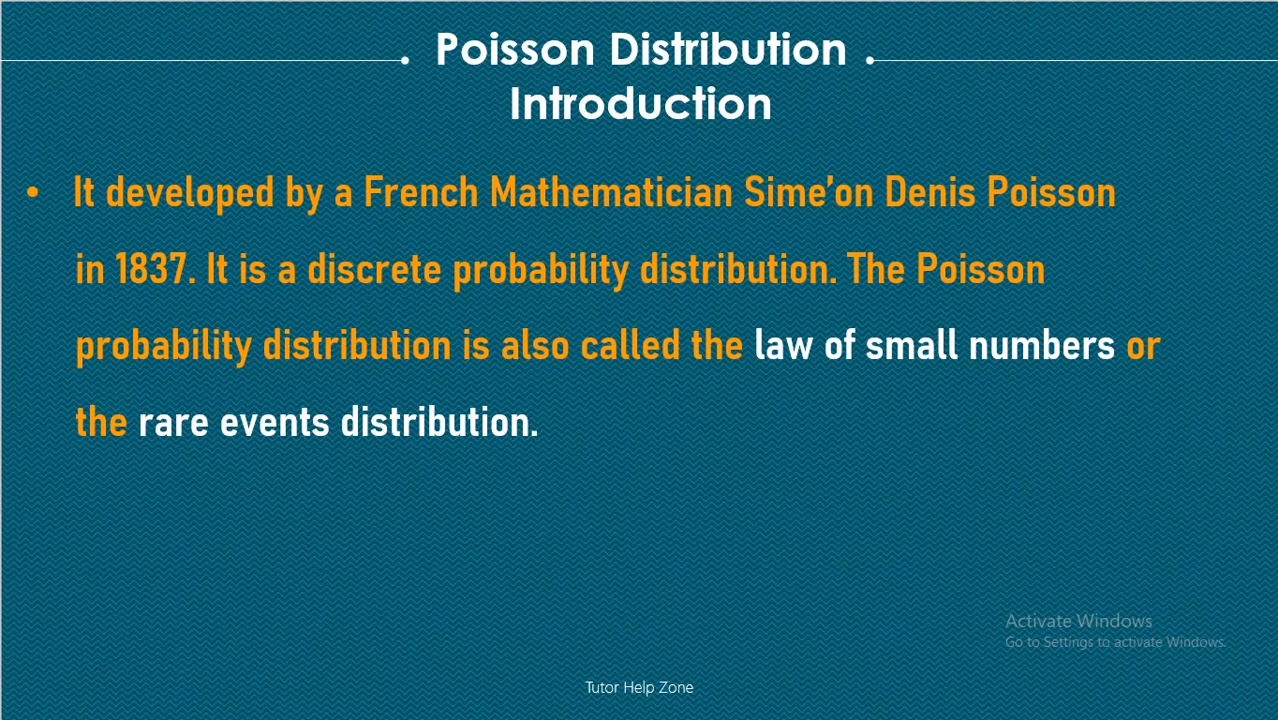 . Poisson Distribution .
Introduction
• It developed by a French Mathematician Sime'on Denis Poisson
in 1837. It is a discrete probability distribution. The Poisson
probability distribution is also called the law of small numbers or
the rare events distribution.
Activate Windows
Go to Settings to activate Windows.
Tutor Help Zone